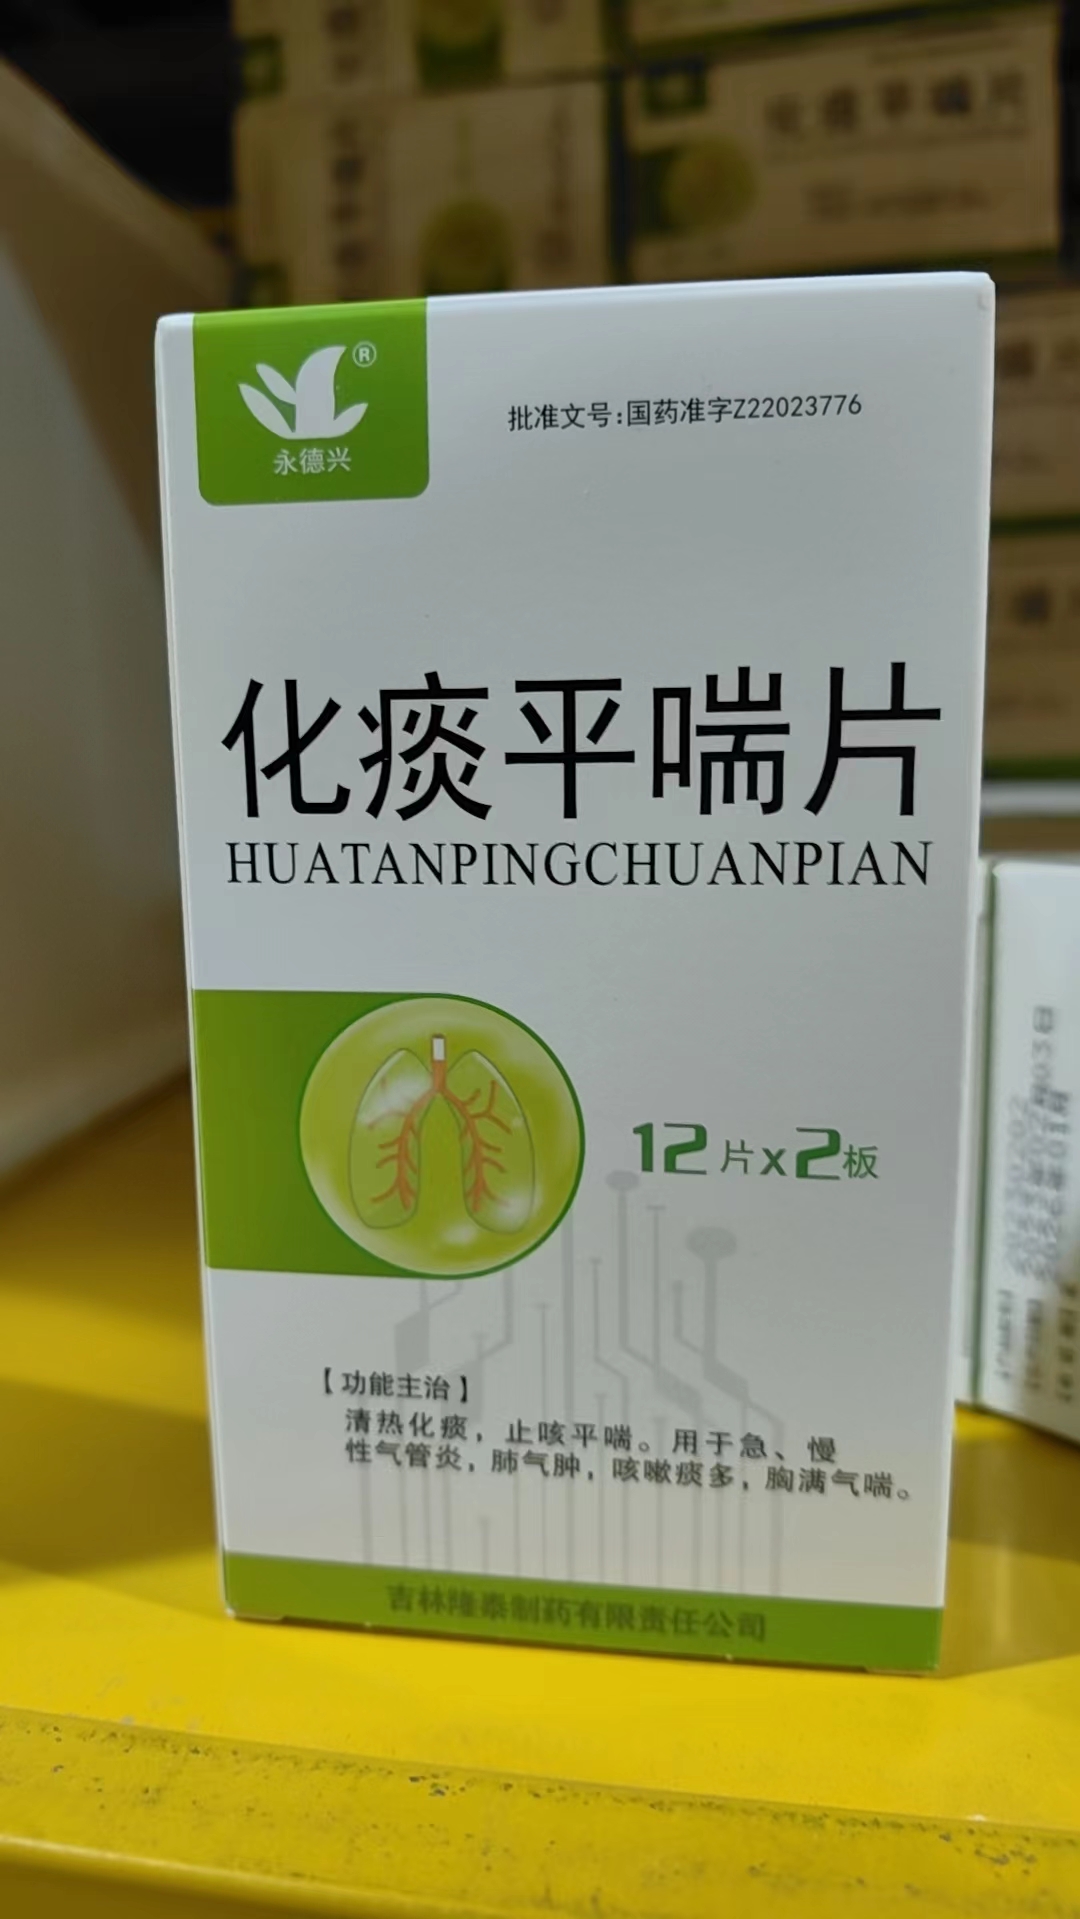 永德兴
®
批准文号:国药准字Z22023776
化痰平喘片
HUATANPINGCHUANPIAN
12片x2板
【功能主治】
清热化痰，止咳平喘。用于急、慢
性气管炎，肺气肿，咳嗽痰多，胸满气喘。
吉林隆泰制药有限责任公司